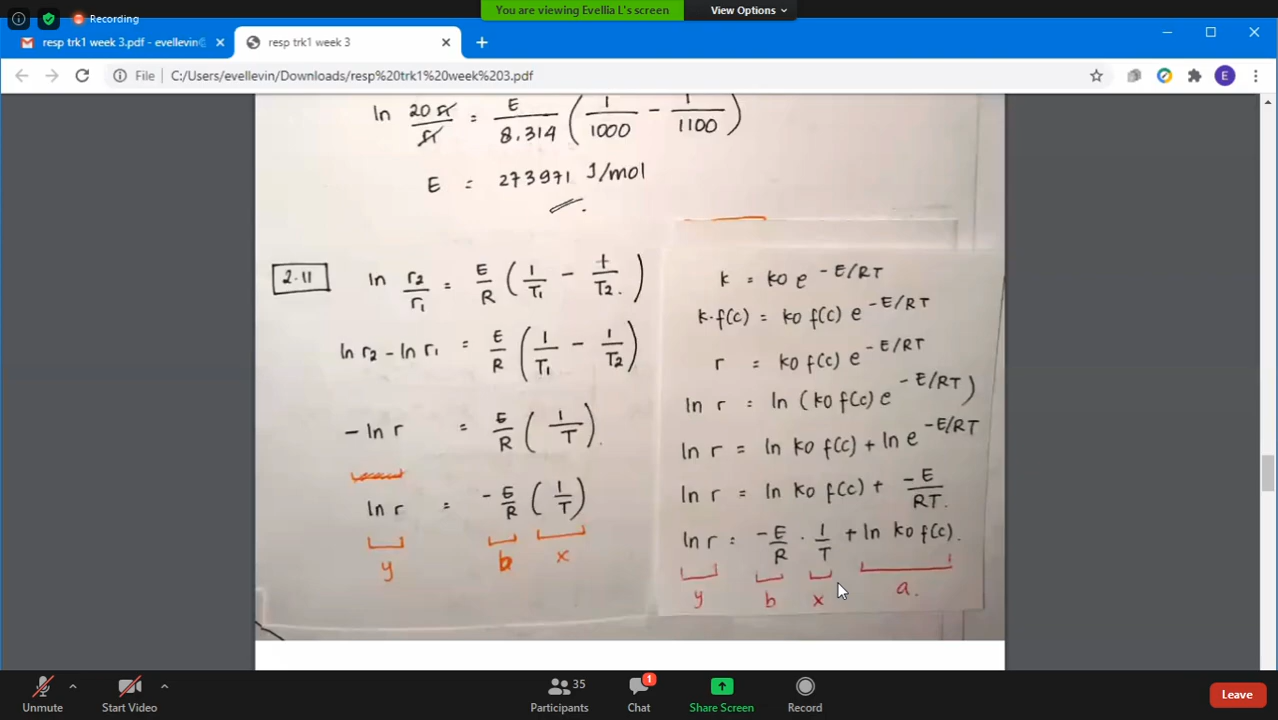 Recording
You are viewing Evellia L's screen
View Options
resp trk1 week 3.pdf - evellevin@
resp trk1 week 3
File
C:/Users/evellevin/Downloads/resp%20trk1%20week%203.pdf
E
ln 20 r1/r1 = E/8.314 (1/1000 - 1/1100)
E = 273971 J/mol
2.11
ln r2/r1 = E/R (1/T1 - 1/T2.)
ln r2 - ln r1 = E/R (1/T1 - 1/T2)
- ln r = E/R (1/T).
ln r = -E/R (1/T)
y b x
k = k0 e^-E/RT
k.f(c) = k0 f(c) e^-E/RT
r = k0 f(c) e^-E/RT
ln r = ln (k0 f(c) e^-E/RT)
ln r = ln k0 f(c) + ln e^-E/RT
ln r = ln k0 f(c) + -E/RT.
ln r = -E/R . 1/T + ln k0 f(c).
y b x a.
Unmute
Start Video
35
Participants
1
Chat
Share Screen
Record
Leave